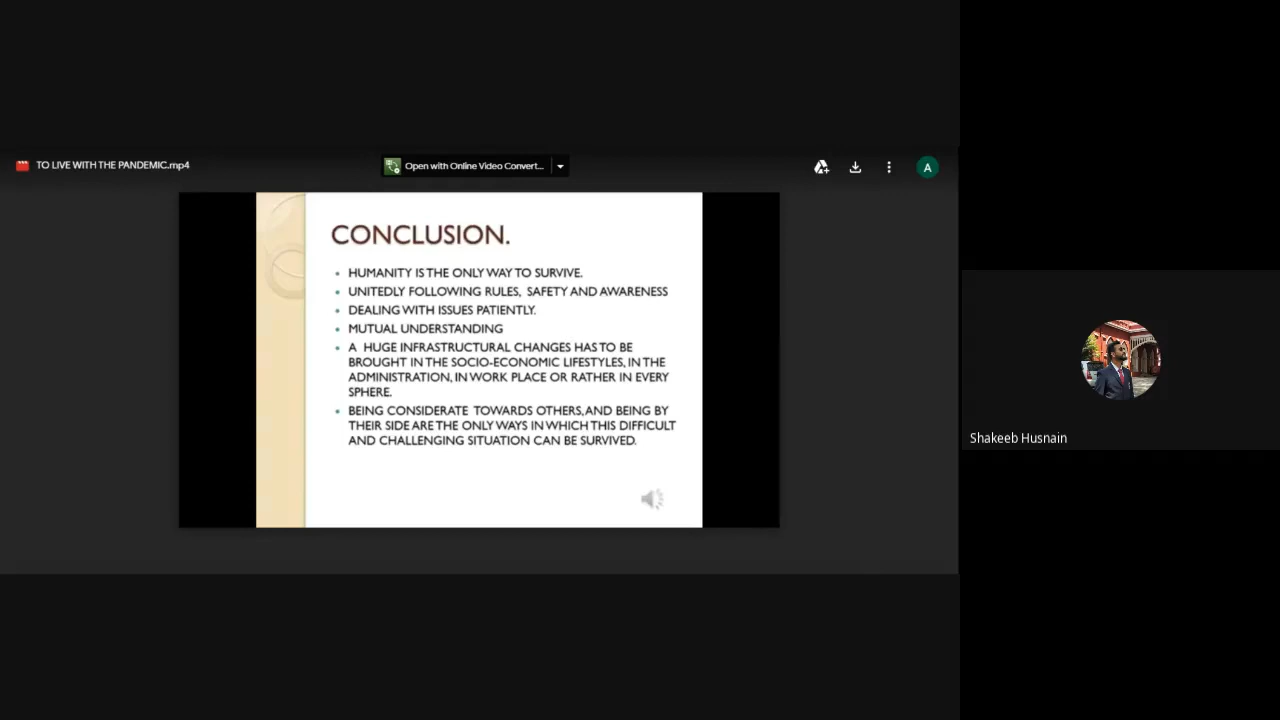 TO LIVE WITH THE PANDEMIC.mp4
Open with Online Video Convert...
A
CONCLUSION.
• HUMANITY IS THE ONLY WAY TO SURVIVE.
• UNITEDLY FOLLOWING RULES, SAFETY AND AWARENESS
• DEALING WITH ISSUES PATIENTLY.
• MUTUAL UNDERSTANDING
• A HUGE INFRASTRUCTURAL CHANGES HAS TO BE
BROUGHT IN THE SOCIO-ECONOMIC LIFESTYLES, IN THE
ADMINISTRATION, IN WORK PLACE OR RATHER IN EVERY
SPHERE.
• BEING CONSIDERATE TOWARDS OTHERS, AND BEING BY
THEIR SIDE ARE THE ONLY WAYS IN WHICH THIS DIFFICULT
AND CHALLENGING SITUATION CAN BE SURVIVED.
Shakeeb Husnain